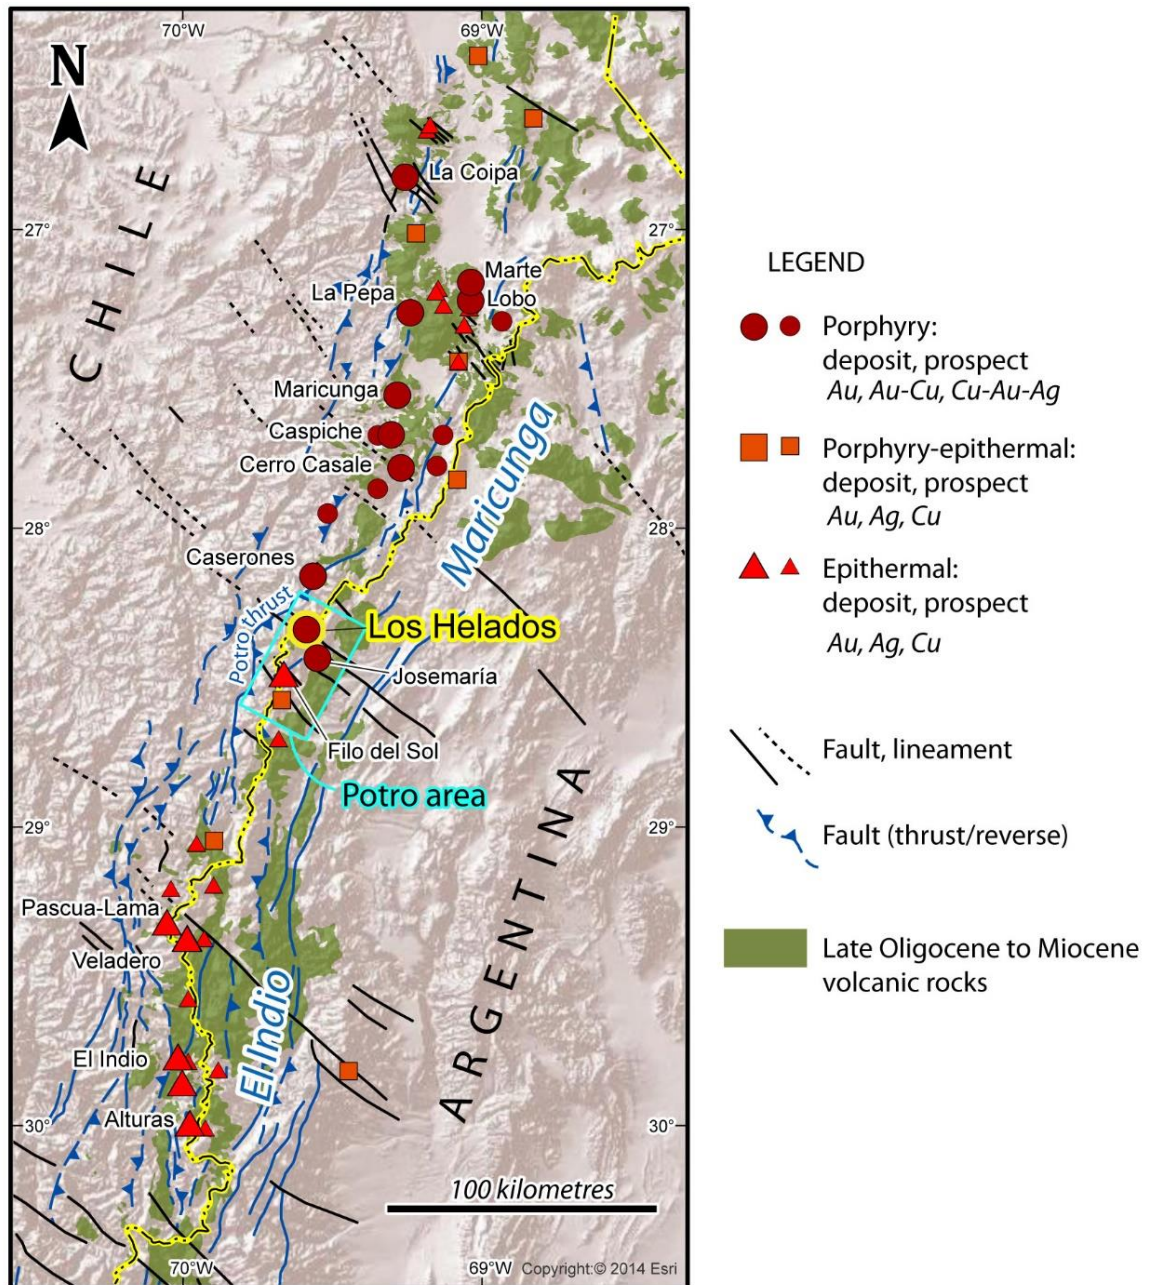 70°W
69°W
N
CHILE
La Coipa
27°
27°
Marte
Lobo
La Pepa
Maricunga
Caspiche
Cerro Casale
Maricunga
28°
28°
Caserones
Potro thrust
Los Helados
Josemaría
Filo del Sol
Potro area
ARGENTINA
29°
29°
Pascua-Lama
Veladero
El Indio
El Indio
Alturas
30°
30°
100 kilometres
70°W
69°W
Copyright:© 2014 Esri
LEGEND
Porphyry:
deposit, prospect
Au, Au-Cu, Cu-Au-Ag
Porphyry-epithermal:
deposit, prospect
Au, Ag, Cu
Epithermal:
deposit, prospect
Au, Ag, Cu
Fault, lineament
Fault (thrust/reverse)
Late Oligocene to Miocene
volcanic rocks